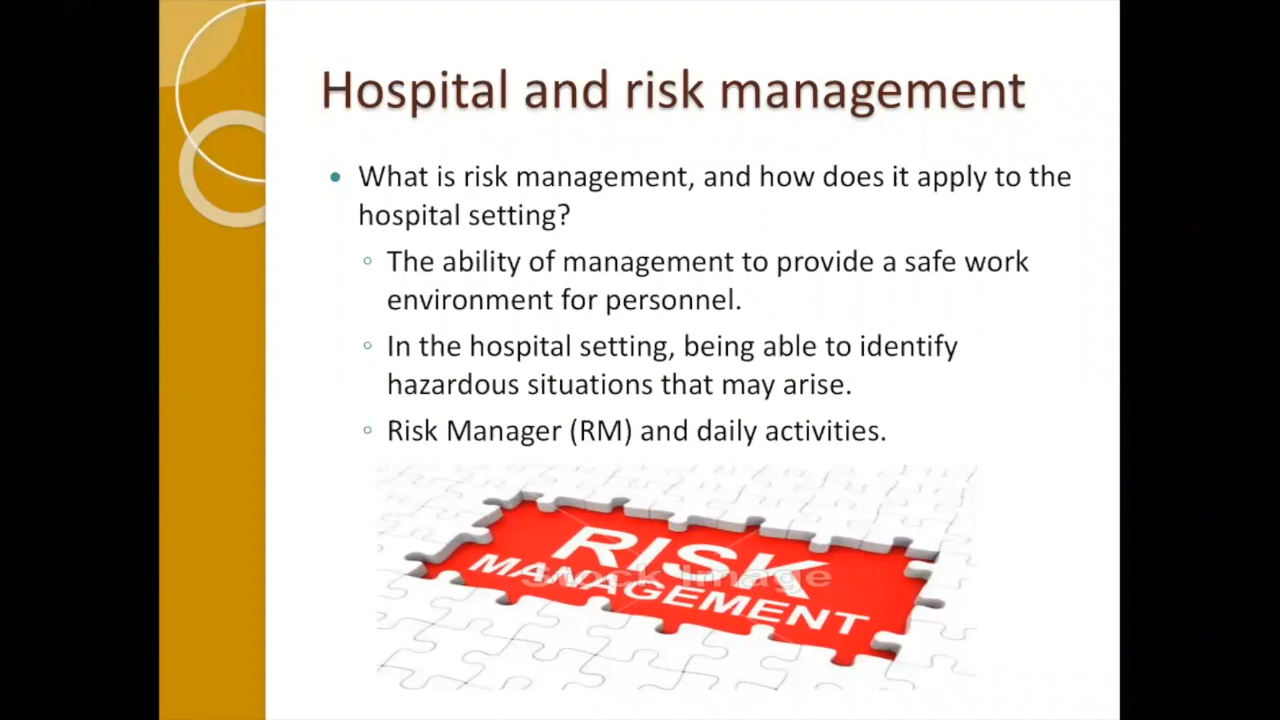 Hospital and risk management
• What is risk management, and how does it apply to the
hospital setting?
◦ The ability of management to provide a safe work
environment for personnel.
◦ In the hospital setting, being able to identify
hazardous situations that may arise.
◦ Risk Manager (RM) and daily activities.
RISK
MANAGEMENT
Stock Image